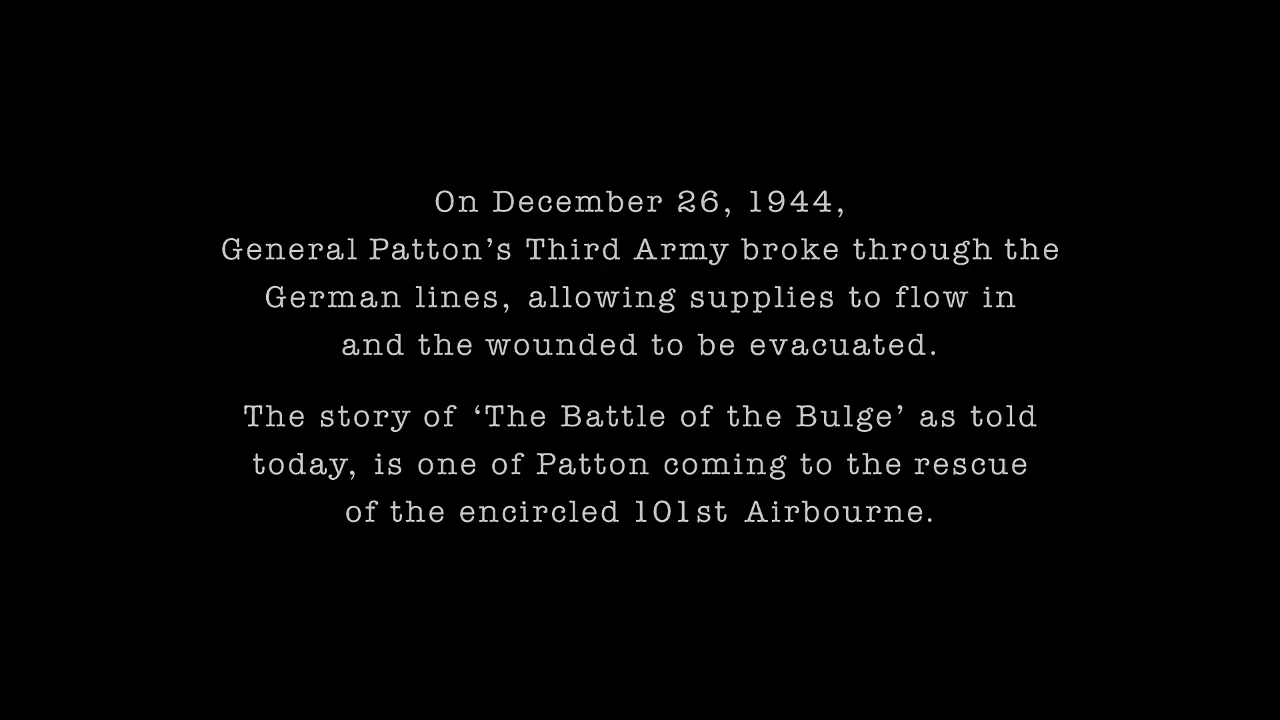 On December 26, 1944,
General Patton’s Third Army broke through the
German lines, allowing supplies to flow in
and the wounded to be evacuated.
The story of ‘The Battle of the Bulge’ as told
today, is one of Patton coming to the rescue
of the encircled 101st Airbourne.